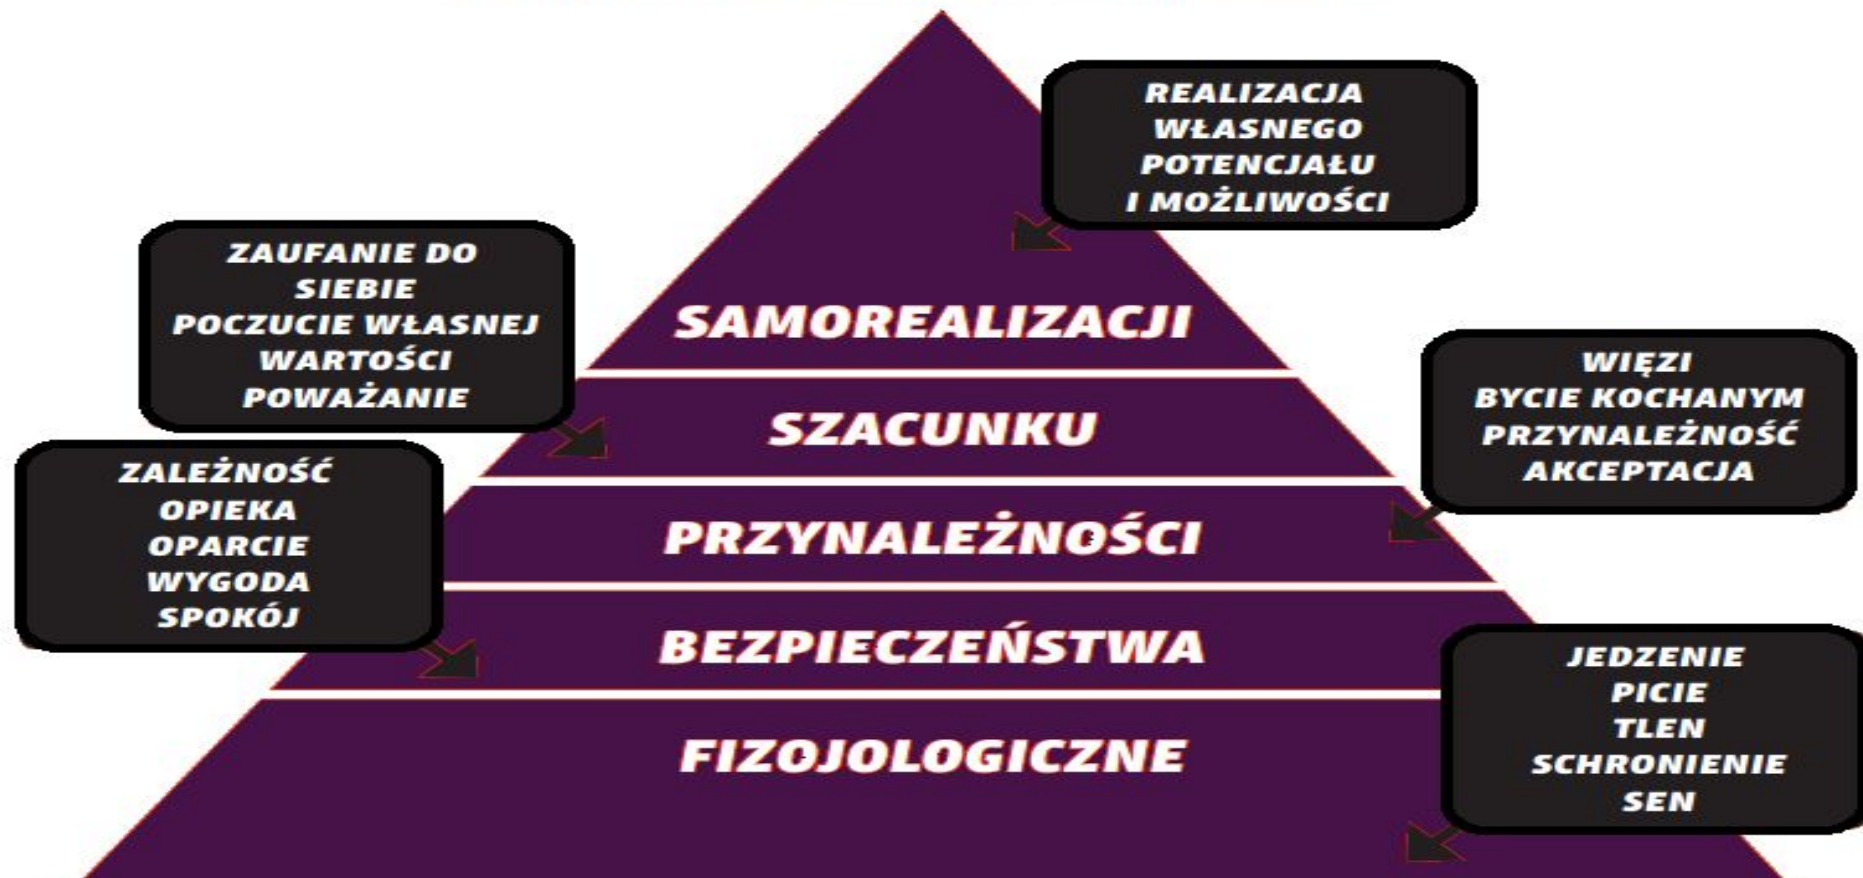 REALIZACJA
WŁASNEGO
POTENCJAŁU
I MOŻLIWOŚCI
SAMOREALIZACJI
ZAUFANIE DO
SIEBIE
POCZUCIE WŁASNEJ
WARTOŚCI
POWAŻANIE
SZACUNKU
WIĘZI
BYCIE KOCHANYM
PRZYNALEŻNOŚĆ
AKCEPTACJA
PRZYNALEŻNOŚCI
ZALEŻNOŚĆ
OPIEKA
OPARCIE
WYGODA
SPOKÓJ
BEZPIECZEŃSTWA
JEDZENIE
PICIE
TLEN
SCHRONIENIE
SEN
FIZOJOLOGICZNE